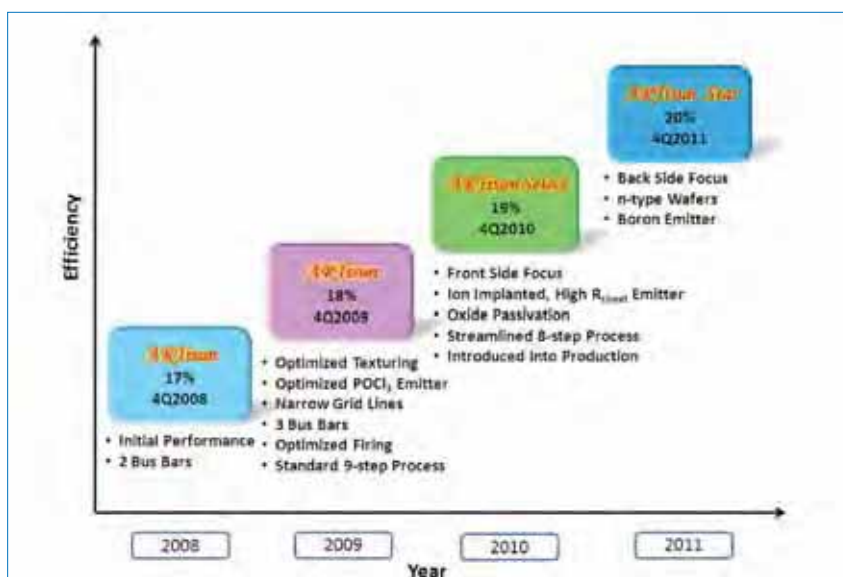 Efficiency
20%
4Q2011
• Back Side Focus
• n-type Wafers
• Boron Emitter
19%
4Q2010
• Front Side Focus
• Ion Implanted, High R Emitter
• Oxide Passivation
• Streamlined 8-step Process
• Introduced Into Production
18%
4Q2009
• Optimized Texturing
• Optimized POCl₃ Emitter
• Narrow Grid Lines
• 3 Bus Bars
• Optimized Firing
• Standard 9-step Process
17%
4Q2008
• Initial Performance
• 2 Bus Bars
2008
2009
2010
2011
Year